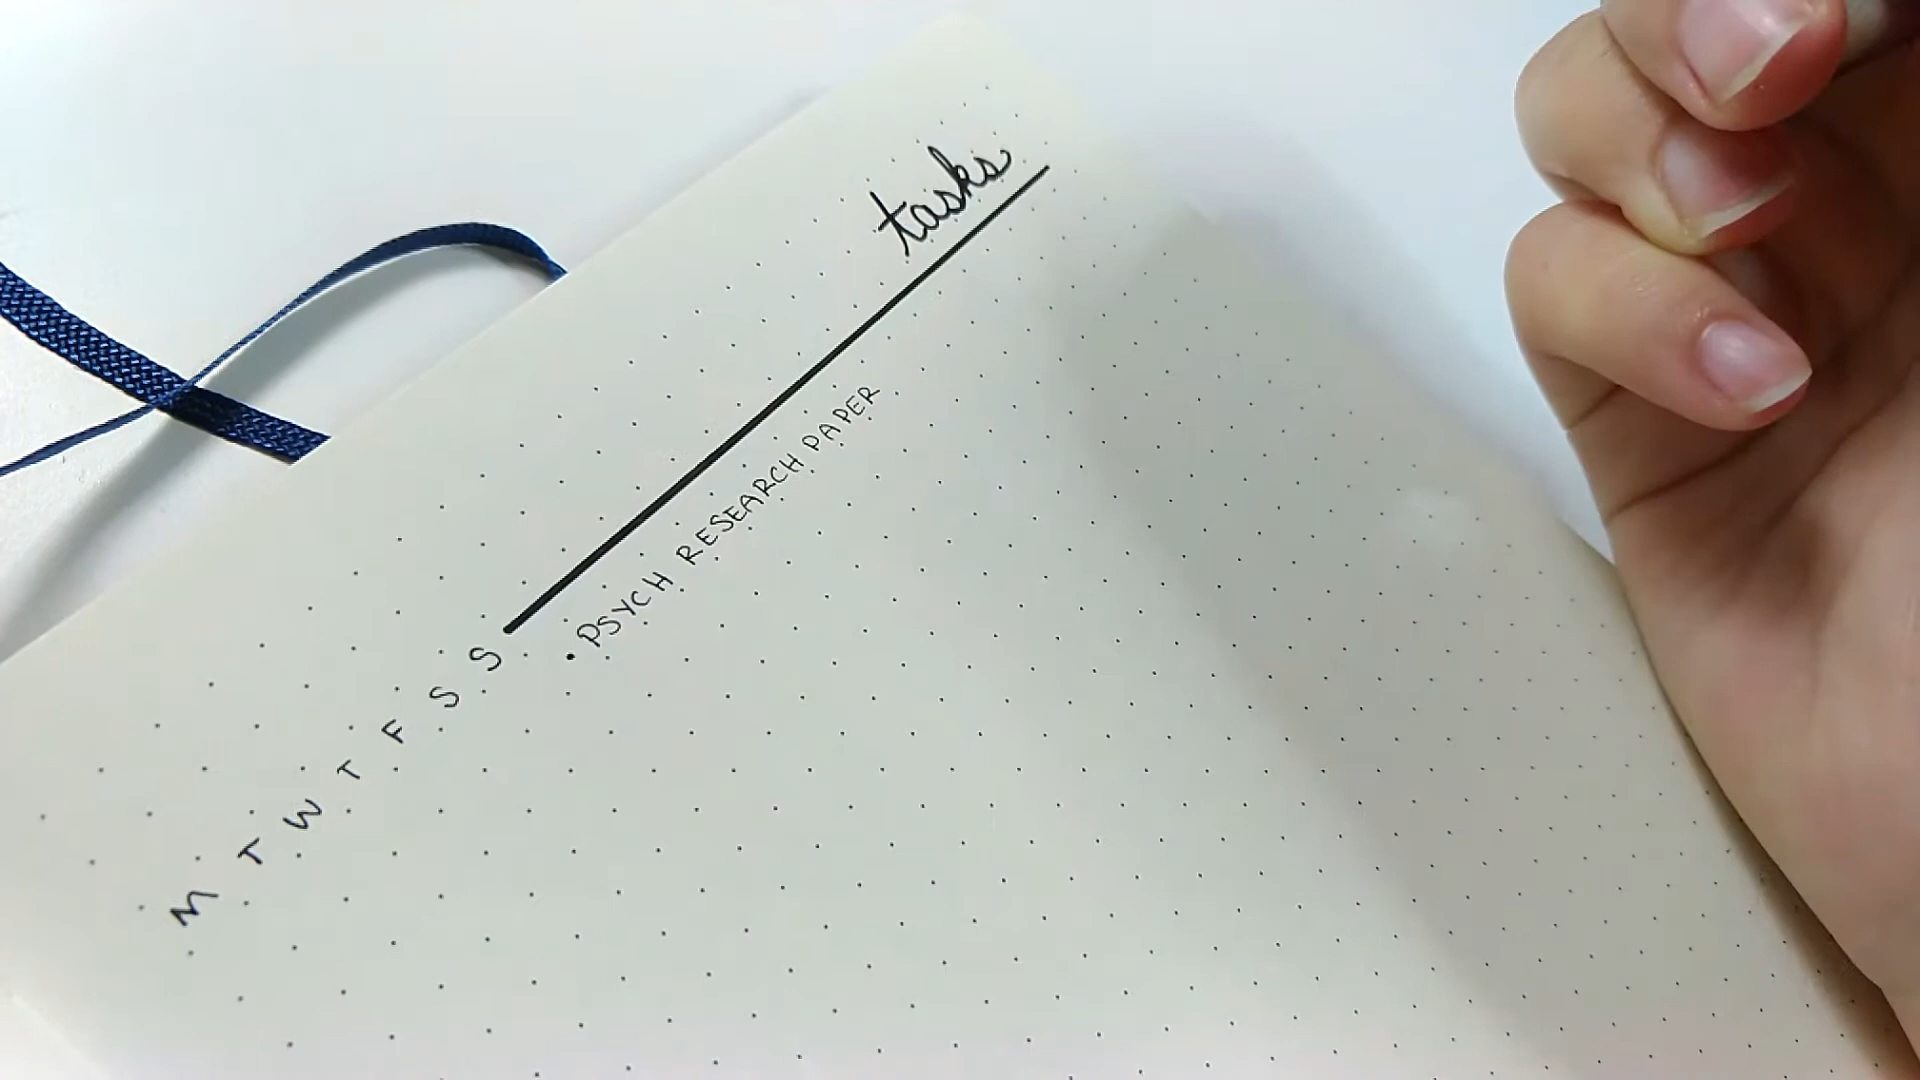 tasks
M T W T F S S
• PSYCH RESEARCH PAPER